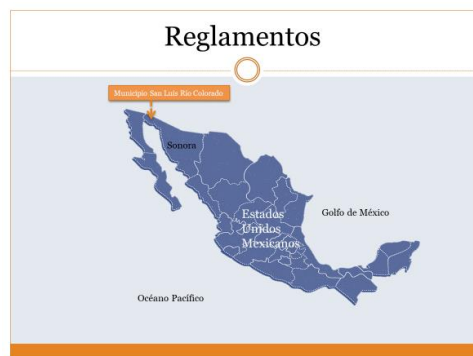 Reglamentos
Municipio San Luis Río Colorado
Sonora
Estados
Unidos
Mexicanos
Golfo de México
Océano Pacífico